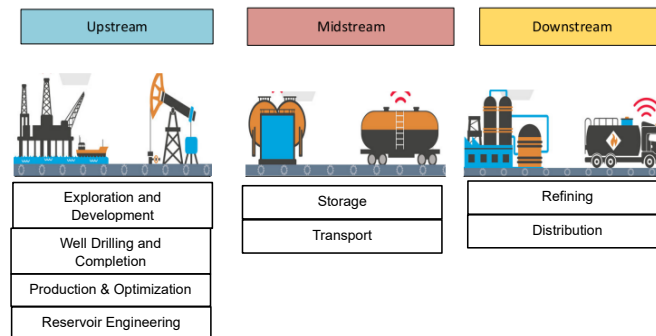 Upstream
Midstream
Downstream
Exploration and
Development
Well Drilling and
Completion
Production & Optimization
Reservoir Engineering
Storage
Transport
Refining
Distribution